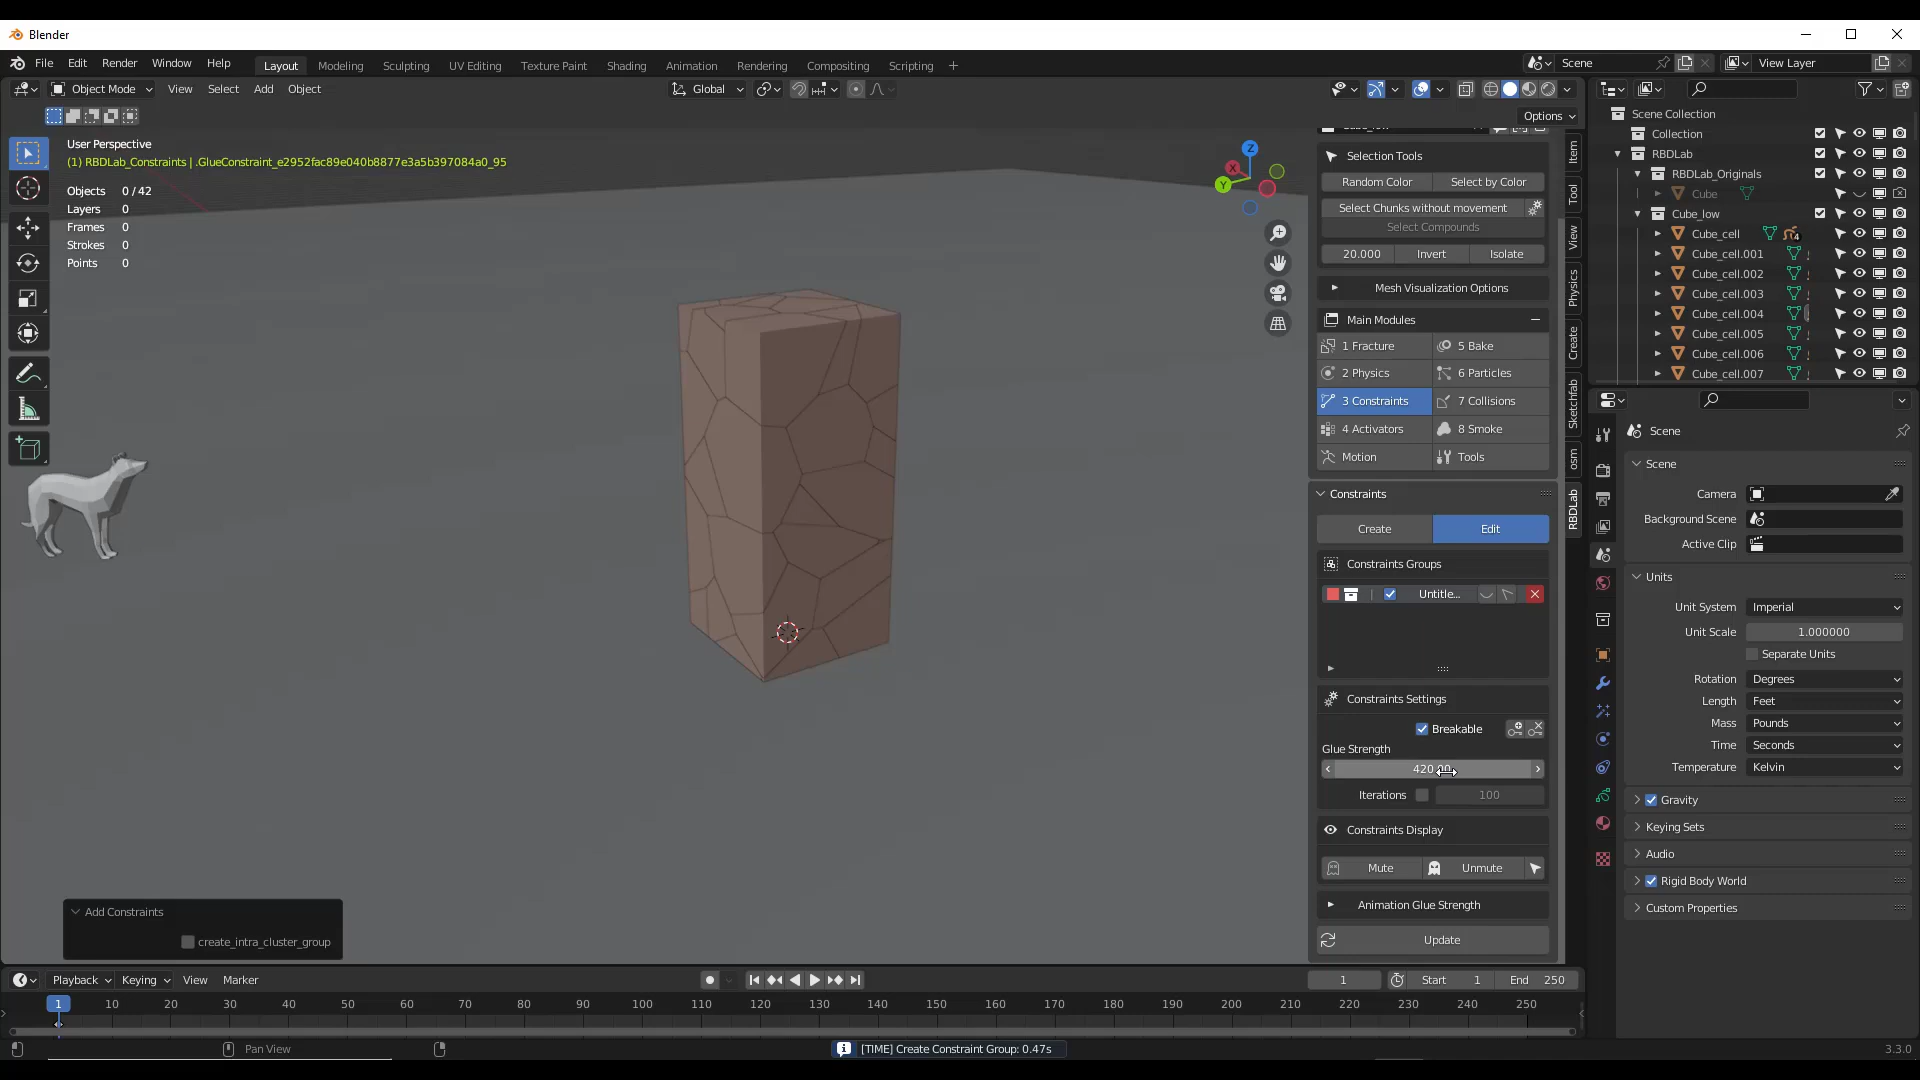 Blender
File Edit Render Window Help Layout Modeling Sculpting UV Editing Texture Paint Shading Animation Rendering Compositing Scripting + Scene View Layer
Object Mode View Select Add Object Global
Options
User Perspective
(1) RBDLab_Constraints | .GlueConstraint_e2952fac89e040b8877e3a5b397084a0_95
Objects 0 / 42
Layers 0
Frames 0
Strokes 0
Points 0
Z
X
Y
Selection Tools
Random Color Select by Color
Select Chunks without movement
Select Compounds
20.000 Invert Isolate
Mesh Visualization Options
Main Modules
1 Fracture 5 Bake
2 Physics 6 Particles
3 Constraints 7 Collisions
4 Activators 8 Smoke
Motion Tools
Constraints
Create Edit
Constraints Groups
Untitle...
Constraints Settings
Breakable
Glue Strength
420.00
Iterations 100
Constraints Display
Mute Unmute
Animation Glue Strength
Update
Item
Tool
View
Physics
Create
Sketchfab
osm
RBDLab
Scene Collection
Collection
RBDLab
RBDLab_Originals
Cube
Cube_low
Cube_cell 4
Cube_cell.001
Cube_cell.002
Cube_cell.003
Cube_cell.004
Cube_cell.005
Cube_cell.006
Cube_cell.007
Scene
Scene
Camera
Background Scene
Active Clip
Units
Unit System Imperial
Unit Scale 1.000000
Separate Units
Rotation Degrees
Length Feet
Mass Pounds
Time Seconds
Temperature Kelvin
Gravity
Keying Sets
Audio
Rigid Body World
Custom Properties
Add Constraints
create_intra_cluster_group
Playback Keying View Marker 1 Start 1 End 250
1 10 20 30 40 50 60 70 80 90 100 110 120 130 140 150 160 170 180 190 200 210 220 230 240 250
Pan View [TIME] Create Constraint Group: 0.47s 3.3.0